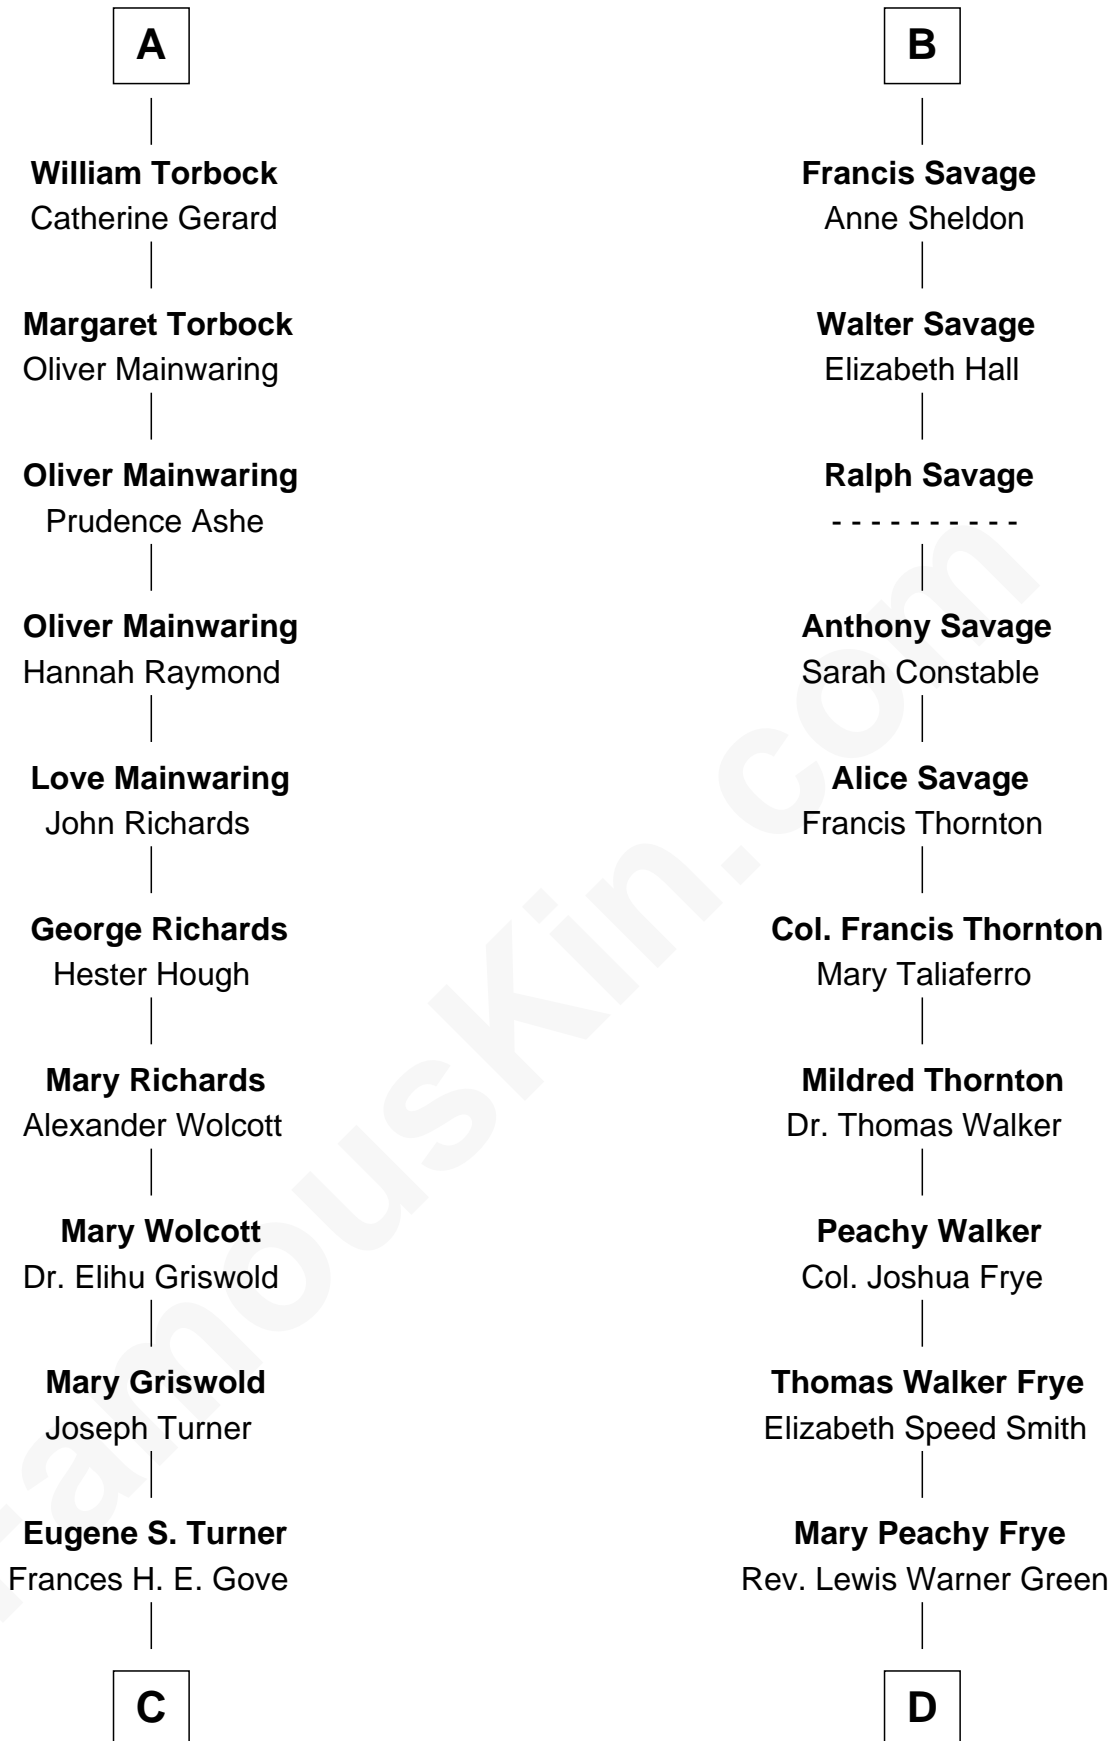 A
William Torbock
Catherine Gerard
Margaret Torbock
Oliver Mainwaring
Oliver Mainwaring
Prudence Ashe
Oliver Mainwaring
Hannah Raymond
Love Mainwaring
John Richards
George Richards
Hester Hough
Mary Richards
Alexander Wolcott
Mary Wolcott
Dr. Elihu Griswold
Mary Griswold
Joseph Turner
Eugene S. Turner
Frances H. E. Gove
C
B
Francis Savage
Anne Sheldon
Walter Savage
Elizabeth Hall
Ralph Savage
- - - - - - - - - -
Anthony Savage
Sarah Constable
Alice Savage
Francis Thornton
Col. Francis Thornton
Mary Taliaferro
Mildred Thornton
Dr. Thomas Walker
Peachy Walker
Col. Joshua Frye
Thomas Walker Frye
Elizabeth Speed Smith
Mary Peachy Frye
Rev. Lewis Warner Green
D
FamousKin.com